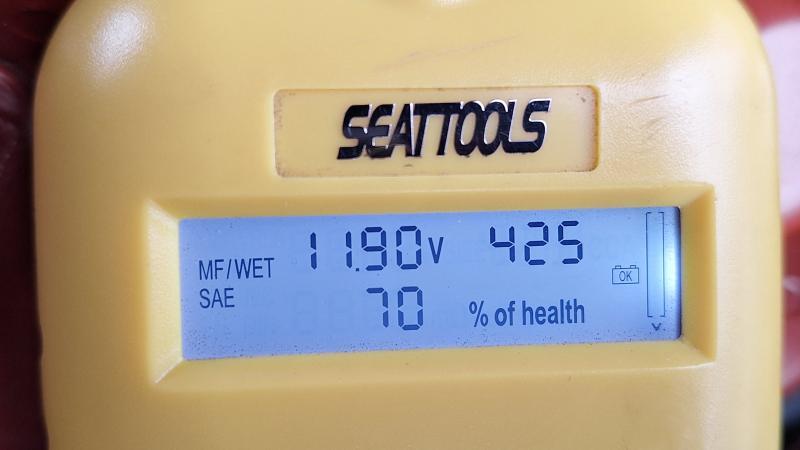 SEATTOOLS
MF/WET 11.90V 425
OK
SAE 70 % of health